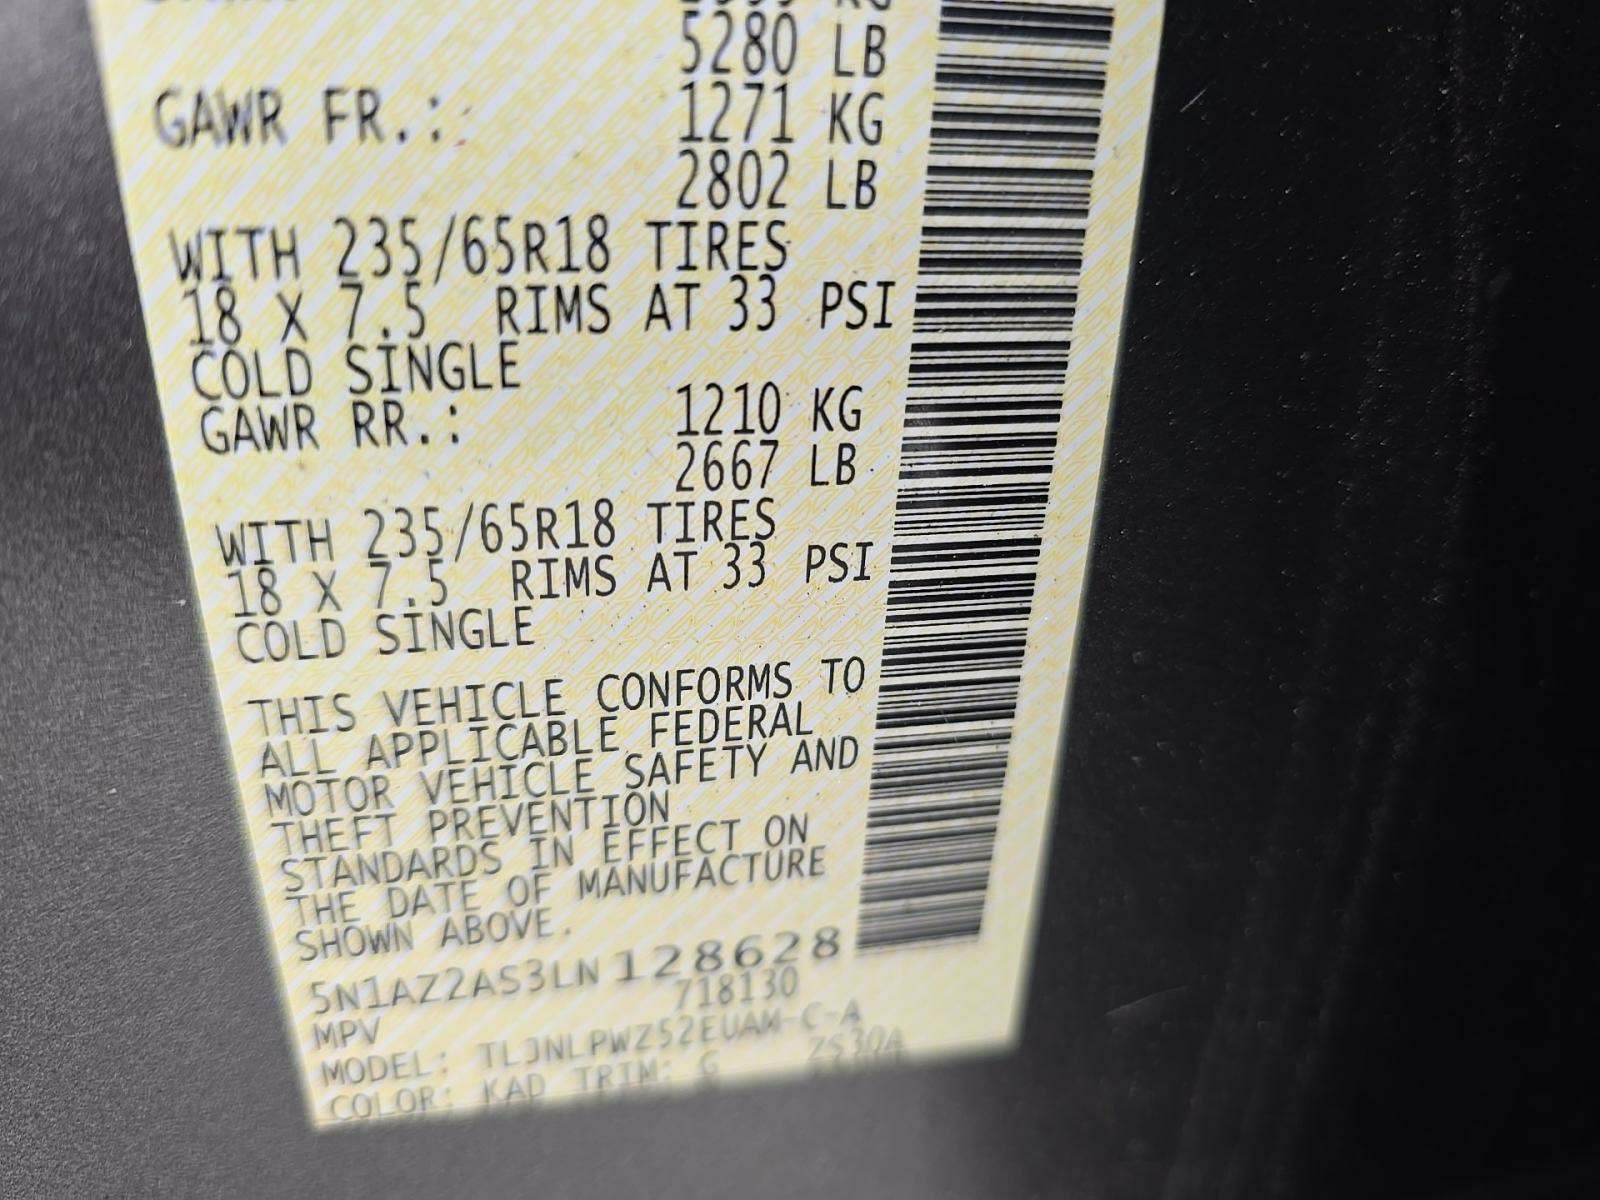 5280 LB
GAWR FR.: 1271 KG
2802 LB
WITH 235/65R18 TIRES
18 X 7.5 RIMS AT 33 PSI
COLD SINGLE
GAWR RR.: 1210 KG
2667 LB
WITH 235/65R18 TIRES
18 X 7.5 RIMS AT 33 PSI
COLD SINGLE
THIS VEHICLE CONFORMS TO
ALL APPLICABLE FEDERAL
MOTOR VEHICLE SAFETY AND
THEFT PREVENTION
STANDARDS IN EFFECT ON
THE DATE OF MANUFACTURE
SHOWN ABOVE.
5N1AZ2AS3LN128628
MPV 718130
MODEL: TLJNLPWZ52EUAM-C-A
COLOR: KAD TRIM: G